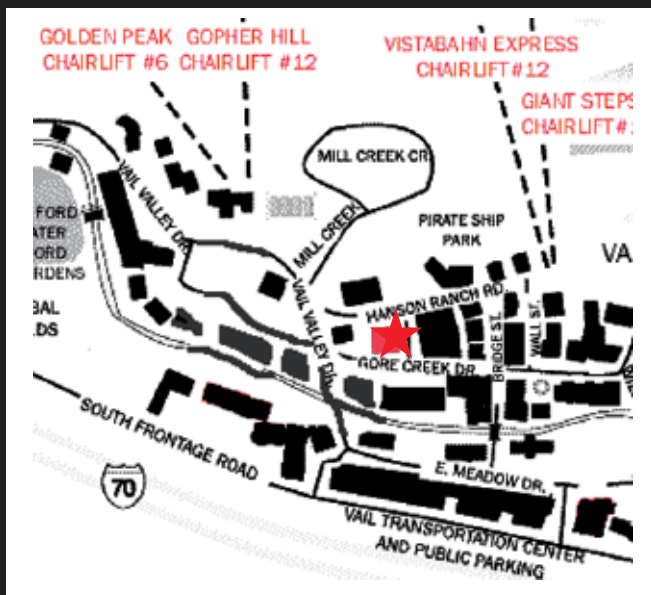 GOLDEN PEAK
CHAIRLIFT #6
GOPHER HILL
CHAIRLIFT #12
VISTABAHN EXPRESS
CHAIRLIFT #12
GIANT STEPS
CHAIRLIFT #
MILL CREEK CR.
VAIL VALLEY DR.
FORD
ATER
ORD
RDENS
MILL CREEK
PIRATE SHIP
PARK
VA
BAL
LDS
VAIL VALLEY DR.
HANSON RANCH RD.
BRIDGE ST.
WALL ST.
GORE CREEK DR.
SOUTH FRONTAGE ROAD
70
E. MEADOW DR.
VAIL TRANSPORTATION CENTER
AND PUBLIC PARKING